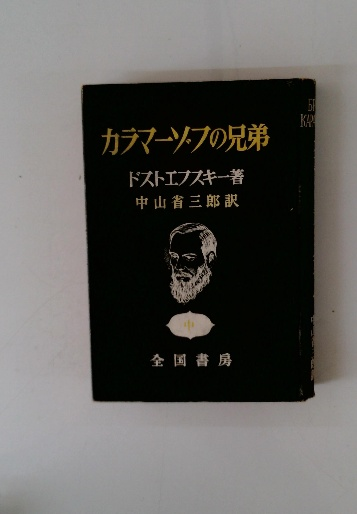 カラマーゾフの兄弟
ドストエフスキー著
中山省三郎訳
中
全国書房